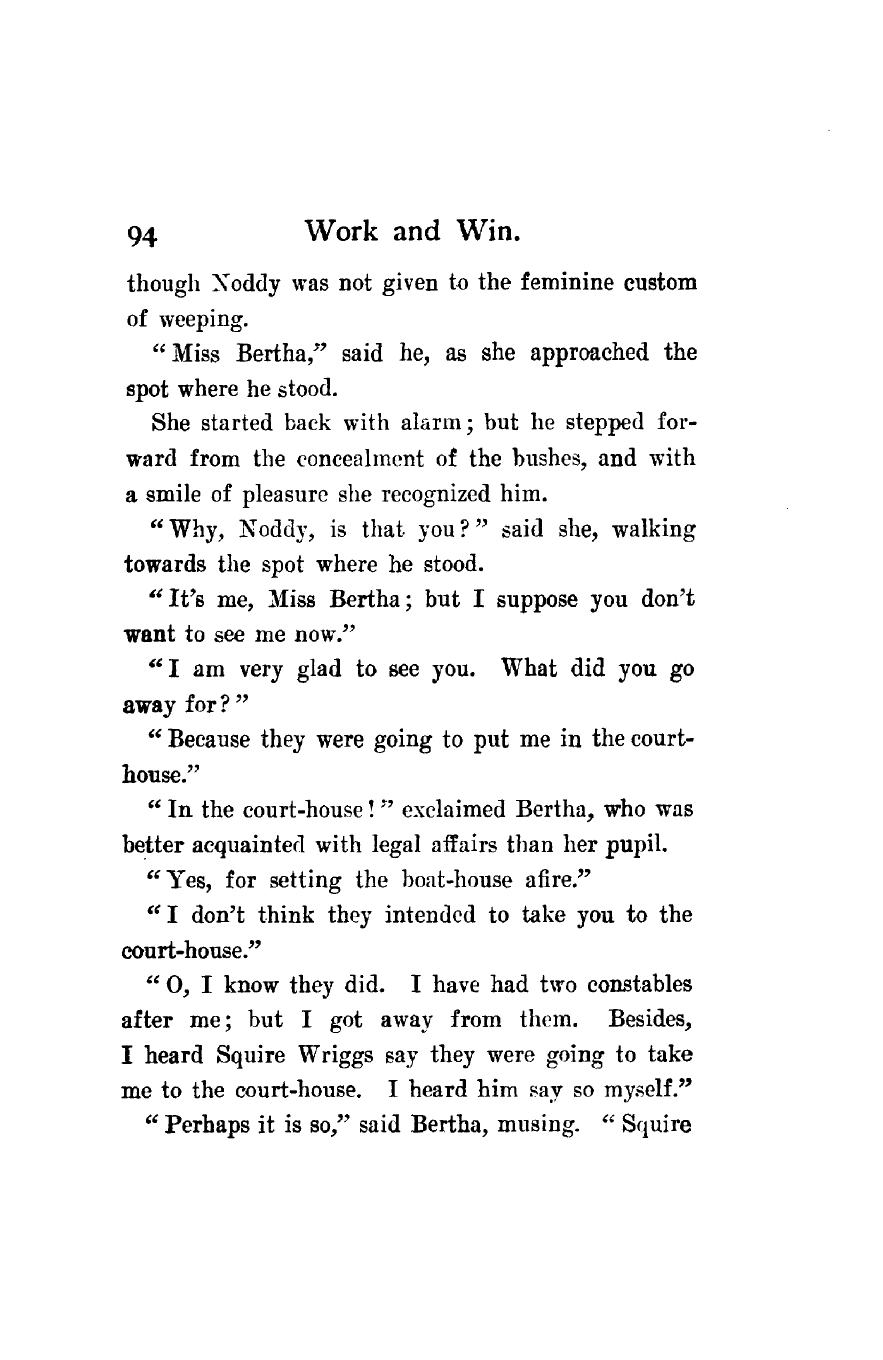 94 Work and Win.
though Noddy was not given to the feminine custom
of weeping.
“Miss Bertha,” said he, as she approached the
spot where he stood.
She started back with alarm; but he stepped for-
ward from the concealment of the bushes, and with
a smile of pleasure she recognized him.
“Why, Noddy, is that you?” said she, walking
towards the spot where he stood.
“It’s me, Miss Bertha; but I suppose you don’t
want to see me now.”
“I am very glad to see you. What did you go
away for?”
“Because they were going to put me in the court-
house.”
“In the court-house!” exclaimed Bertha, who was
better acquainted with legal affairs than her pupil.
“Yes, for setting the boat-house afire.”
“I don’t think they intended to take you to the
court-house.”
“O, I know they did. I have had two constables
after me; but I got away from them. Besides,
I heard Squire Wriggs say they were going to take
me to the court-house. I heard him say so myself.”
“Perhaps it is so,” said Bertha, musing. “Squire